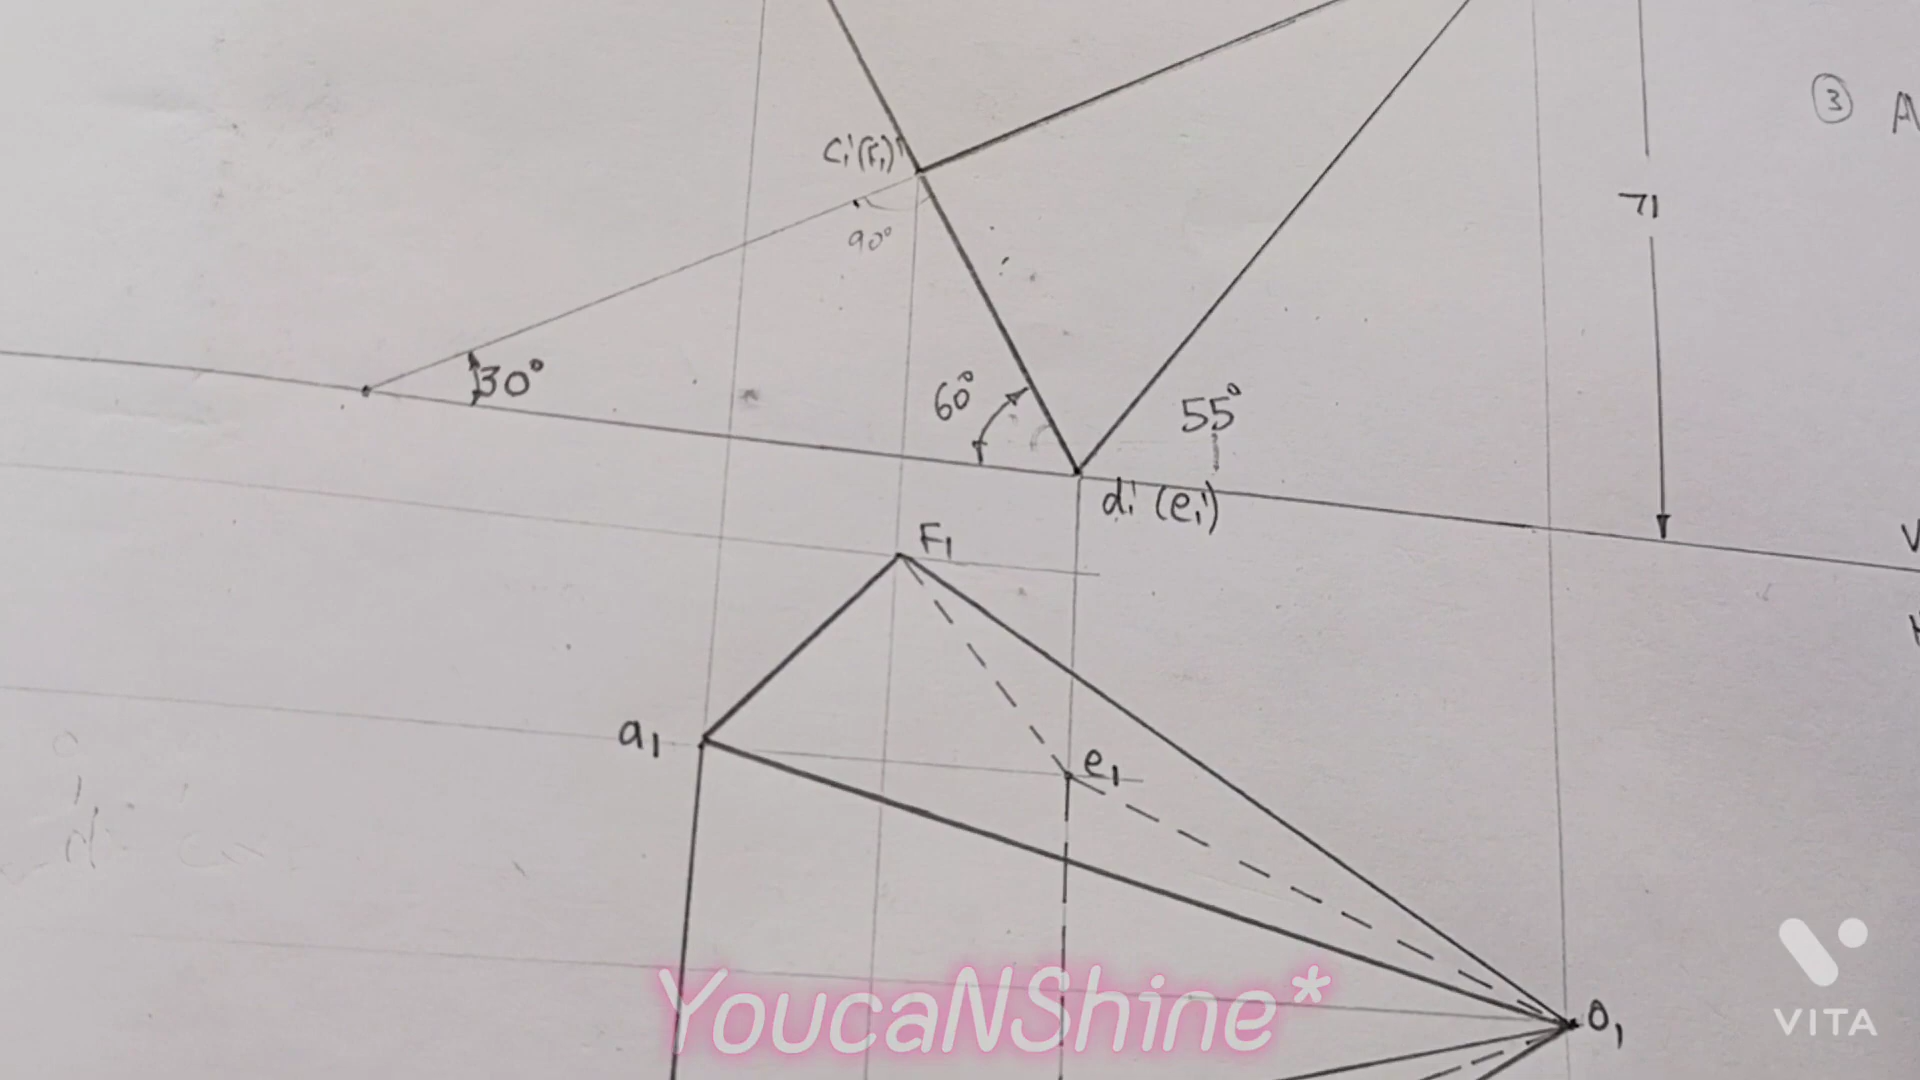 3
c₁'(f₁)'
71
90°
30°
60°
55°
d₁' (e₁')
F₁
a₁
e₁
o₁
YoucaNShine*
VITA